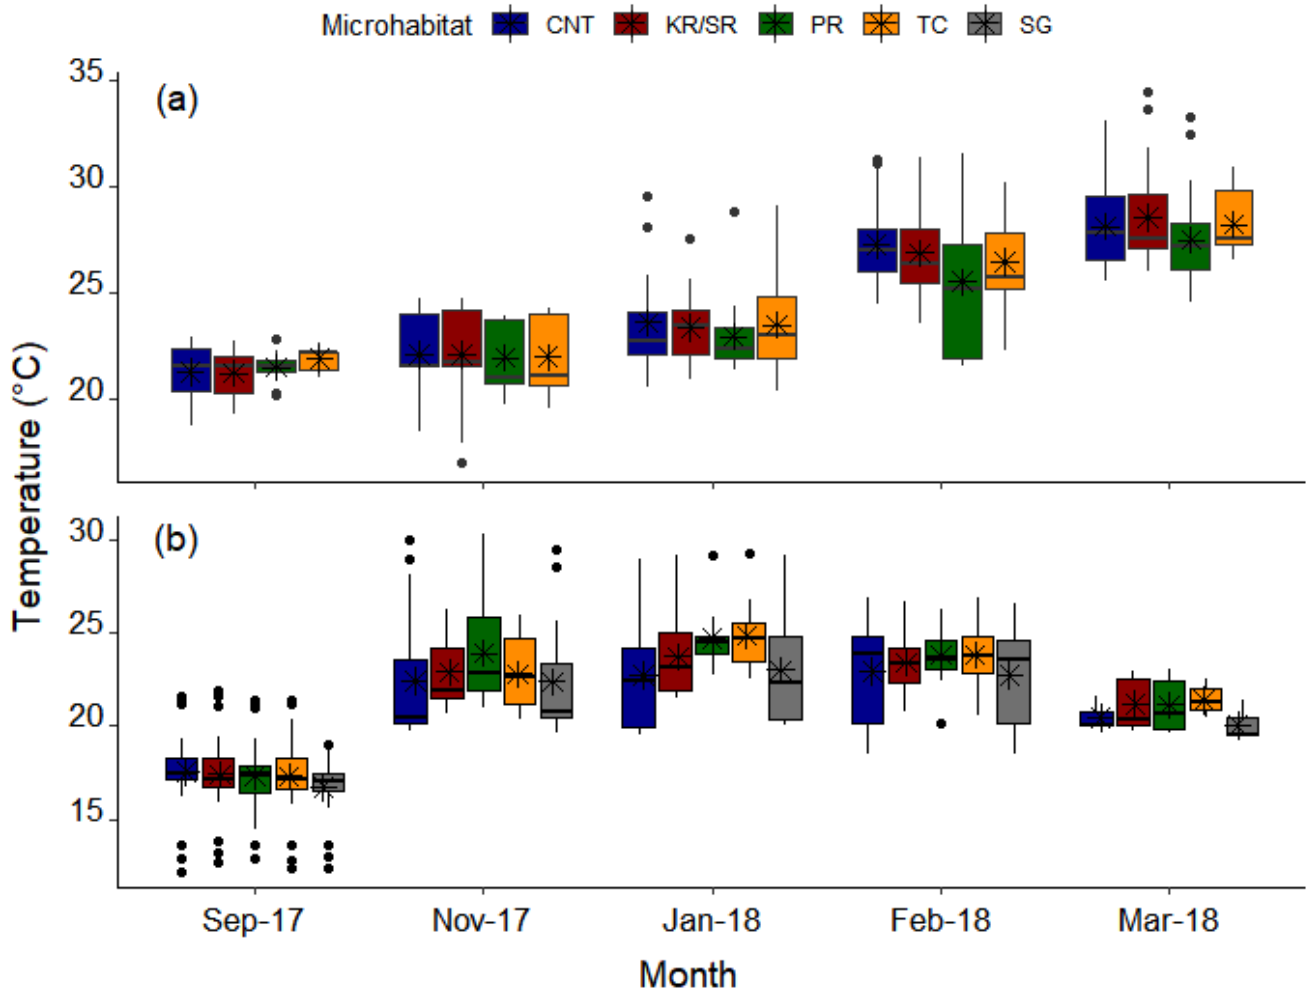 Microhabitat CNT KR/SR PR TC SG
(a)
35
30
25
20
Temperature (°C)
(b)
30
25
20
15
Sep-17 Nov-17 Jan-18 Feb-18 Mar-18
Month